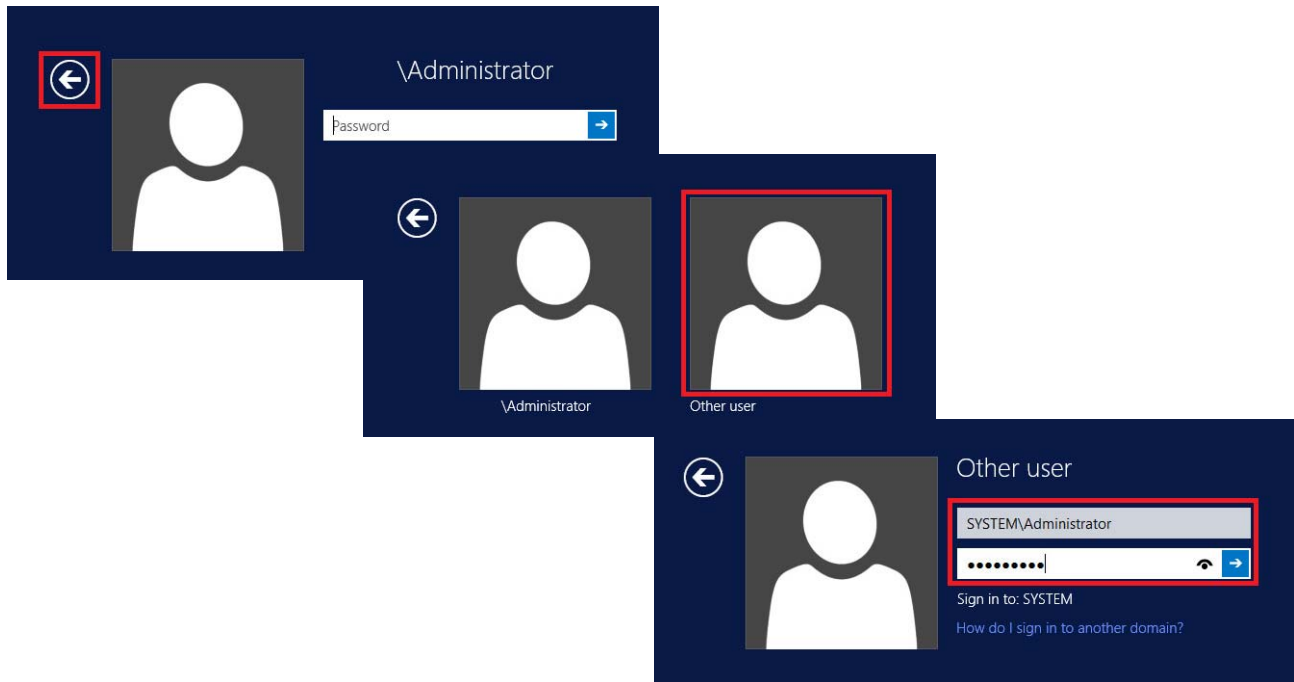 \Administrator
Password
\Administrator
Other user
Other user
SYSTEM\Administrator
Sign in to: SYSTEM
How do I sign in to another domain?